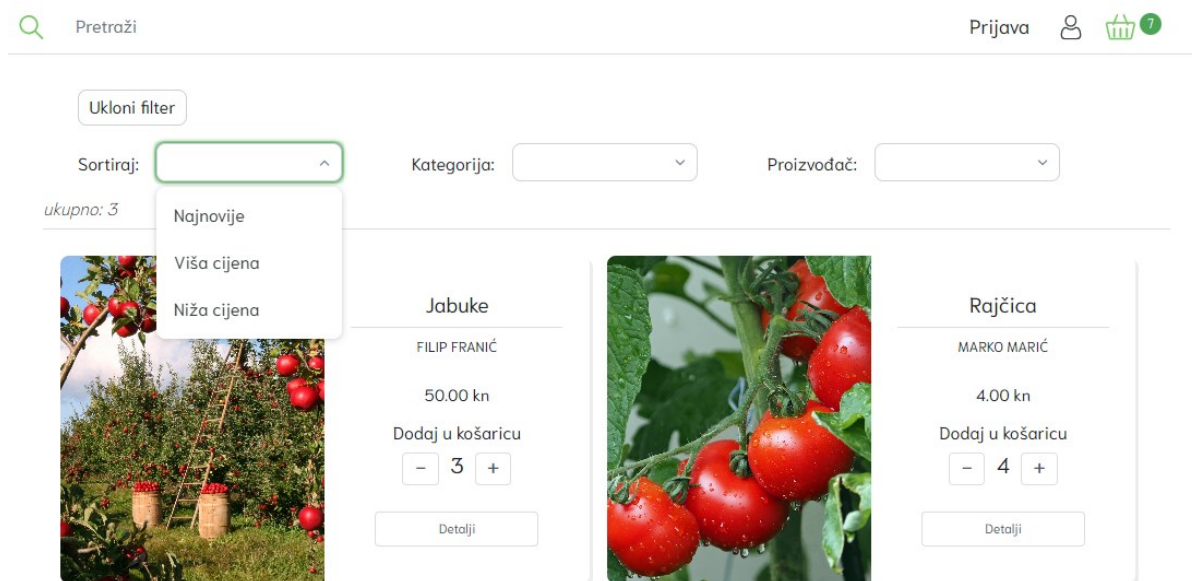 Pretraži
Prijava
7
Ukloni filter
Sortiraj:
Kategorija:
Proizvođač:
ukupno: 3
Najnovije
Viša cijena
Niža cijena
Jabuke
FILIP FRANIĆ
50.00 kn
Dodaj u košaricu
− 3 +
Detalji
Rajčica
MARKO MARIĆ
4.00 kn
Dodaj u košaricu
− 4 +
Detalji